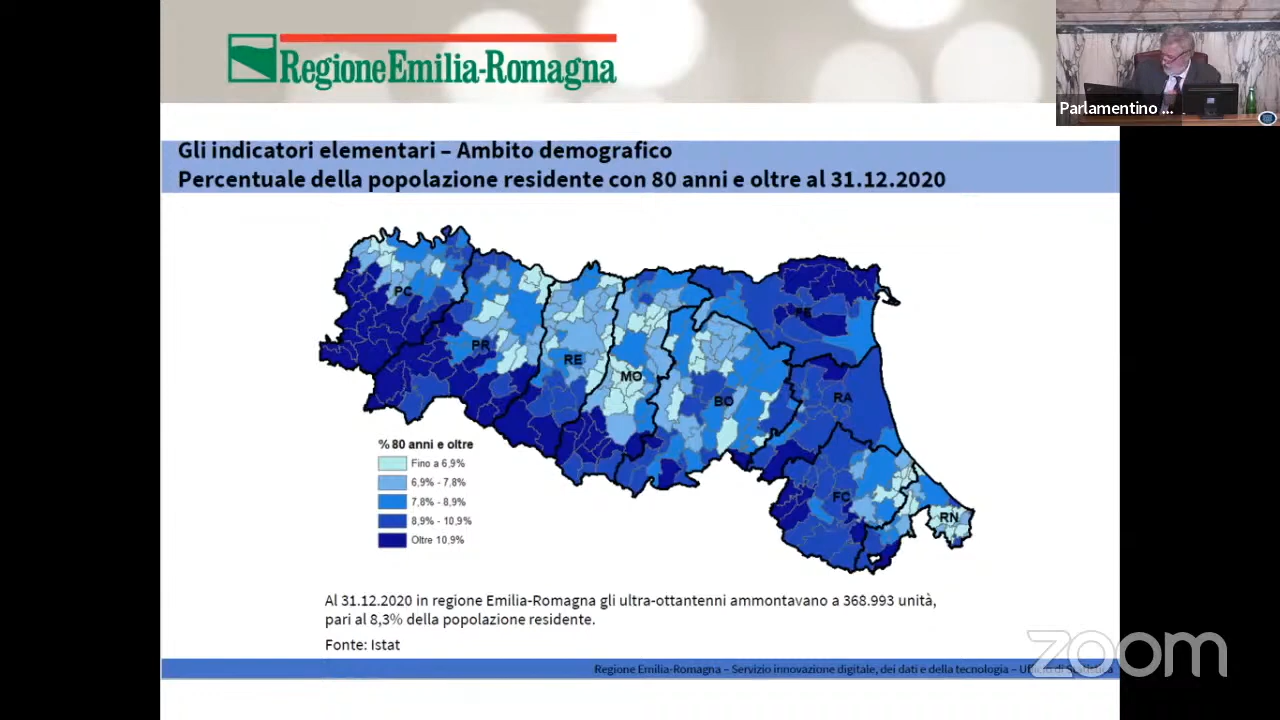 RegioneEmilia-Romagna
Parlamentino ...
Gli indicatori elementari – Ambito demografico
Percentuale della popolazione residente con 80 anni e oltre al 31.12.2020
PC
PR
RE
MO
BO
FE
RA
FC
RN
% 80 anni e oltre
Fino a 6,9%
6,9% - 7,8%
7,8% - 8,9%
8,9% - 10,9%
Oltre 10,9%
Al 31.12.2020 in regione Emilia-Romagna gli ultra-ottantenni ammontavano a 368.993 unità,
pari al 8,3% della popolazione residente.
Fonte: Istat
Regione Emilia-Romagna – Servizio innovazione digitale, dei dati e della tecnologia – Ufficio di Statistica
zoom